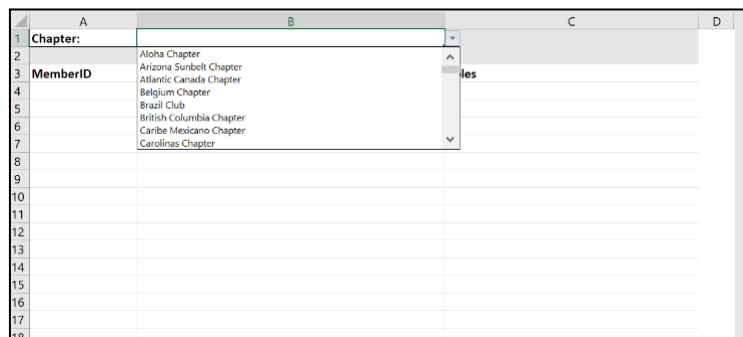 A B C D
1 Chapter:
2 Aloha Chapter
Arizona Sunbelt Chapter
3 MemberID
Atlantic Canada Chapter
4 Belgium Chapter
5 Brazil Club
6 British Columbia Chapter
Caribe Mexicano Chapter
7 Carolinas Chapter
8
9
10
11
12
13
14
15
16
17